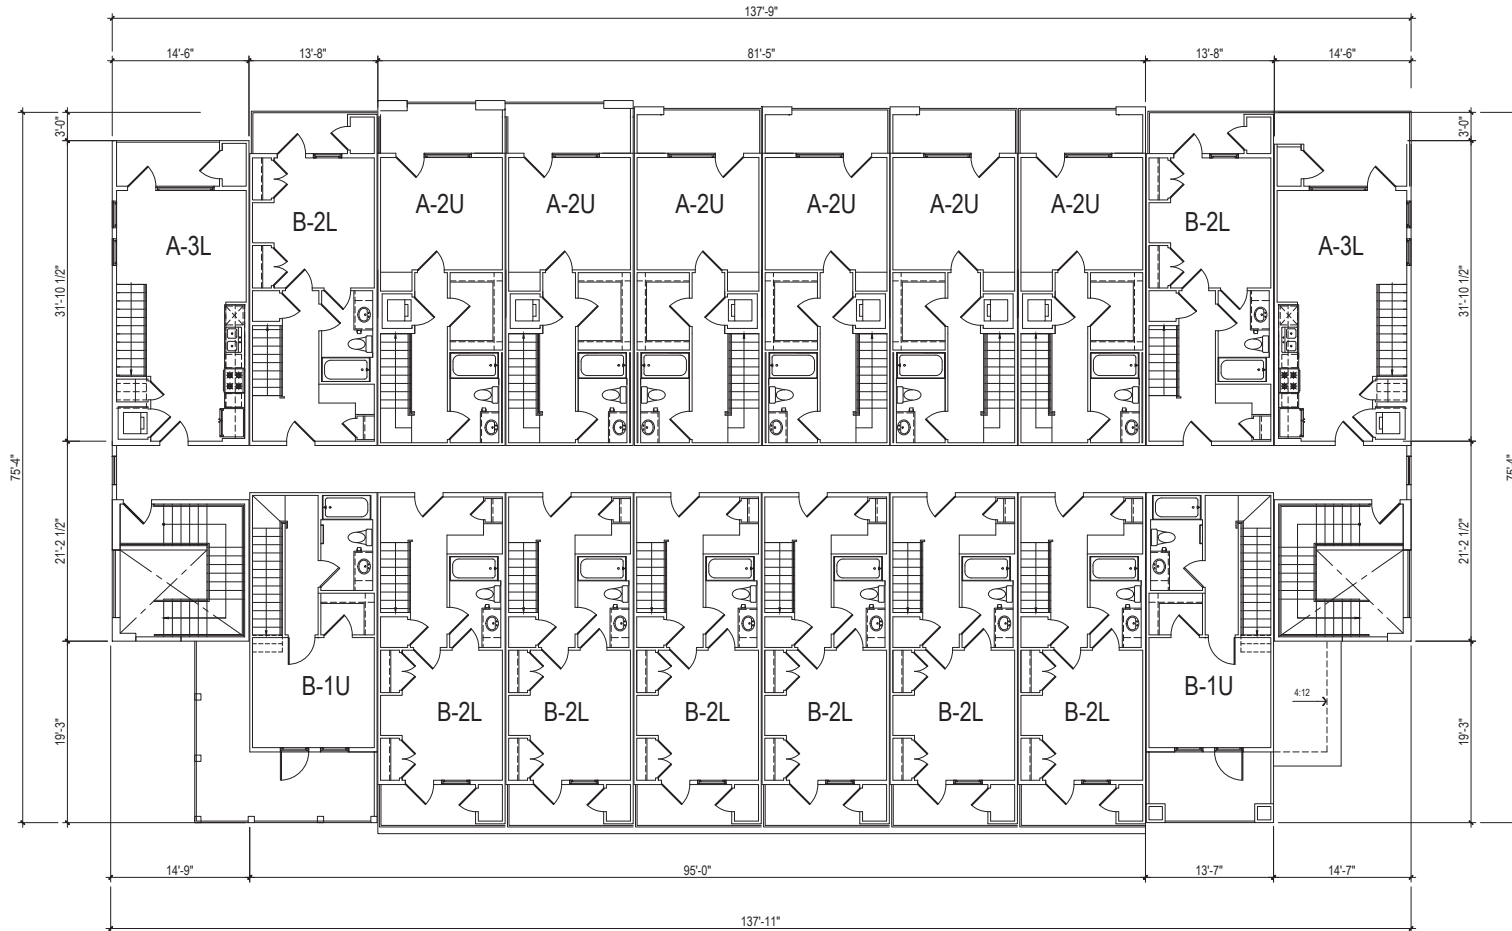 137'-9"
14'-6" 13'-8" 81'-5" 13'-8" 14'-6"
3'-0" 3'-0"
A-3L B-2L A-2U A-2U A-2U A-2U A-2U A-2U B-2L A-3L
31'-10 1/2" 31'-10 1/2"
75'-4" 75'-4"
21'-2 1/2" 21'-2 1/2"
B-1U B-2L B-2L B-2L B-2L B-2L B-2L B-1U
4:12
19'-3" 19'-3"
14'-9" 95'-0" 13'-7" 14'-7"
137'-11"